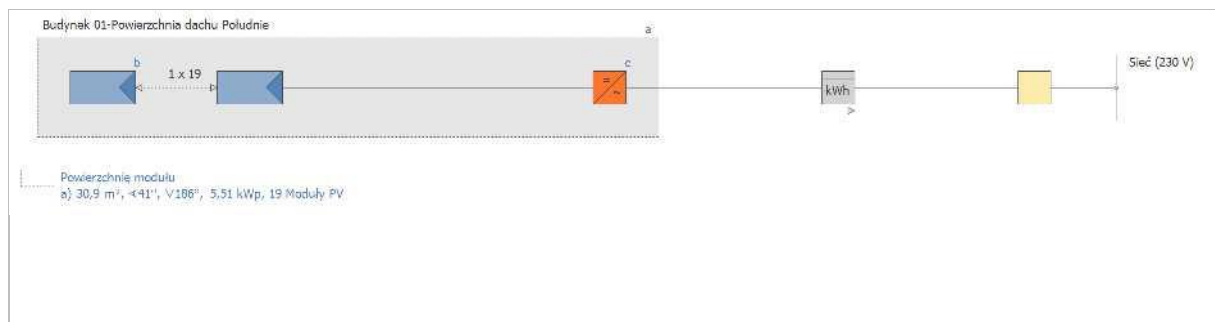 Budynek 01-Powierzchnia dachu Południe
a
b
1 x 19
c
=
~
kWh
>
Sieć (230 V)
Powierzchnię modułu
a) 30,9 m², ∢41°, ∨186°, 5,51 kWp, 19 Moduły PV